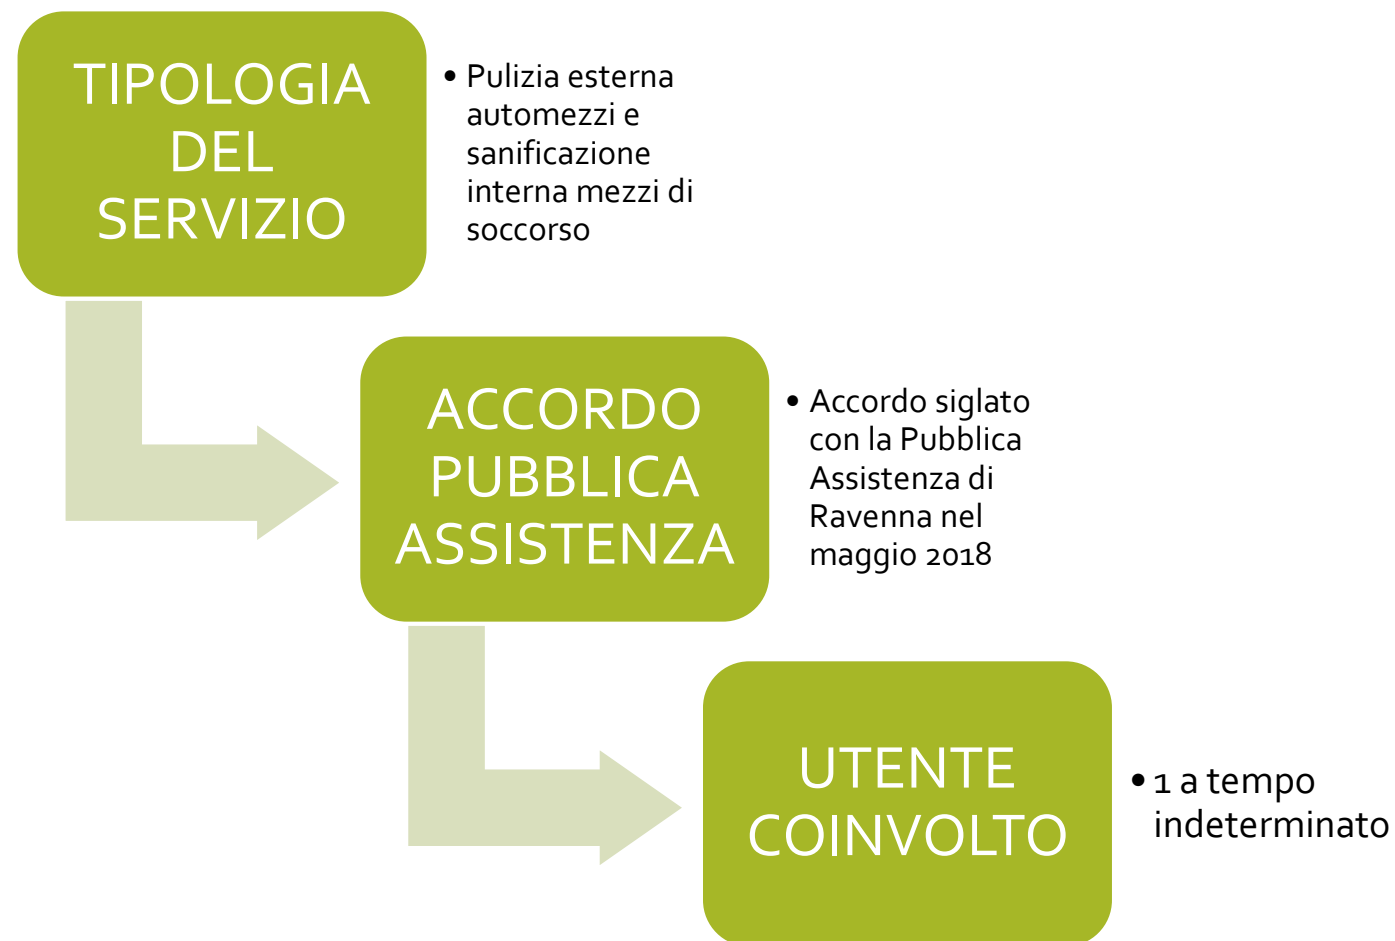 TIPOLOGIA
DEL
SERVIZIO
• Pulizia esterna
automezzi e
sanificazione
interna mezzi di
soccorso
ACCORDO
PUBBLICA
ASSISTENZA
• Accordo siglato
con la Pubblica
Assistenza di
Ravenna nel
maggio 2018
UTENTE
COINVOLTO
• 1 a tempo
indeterminato